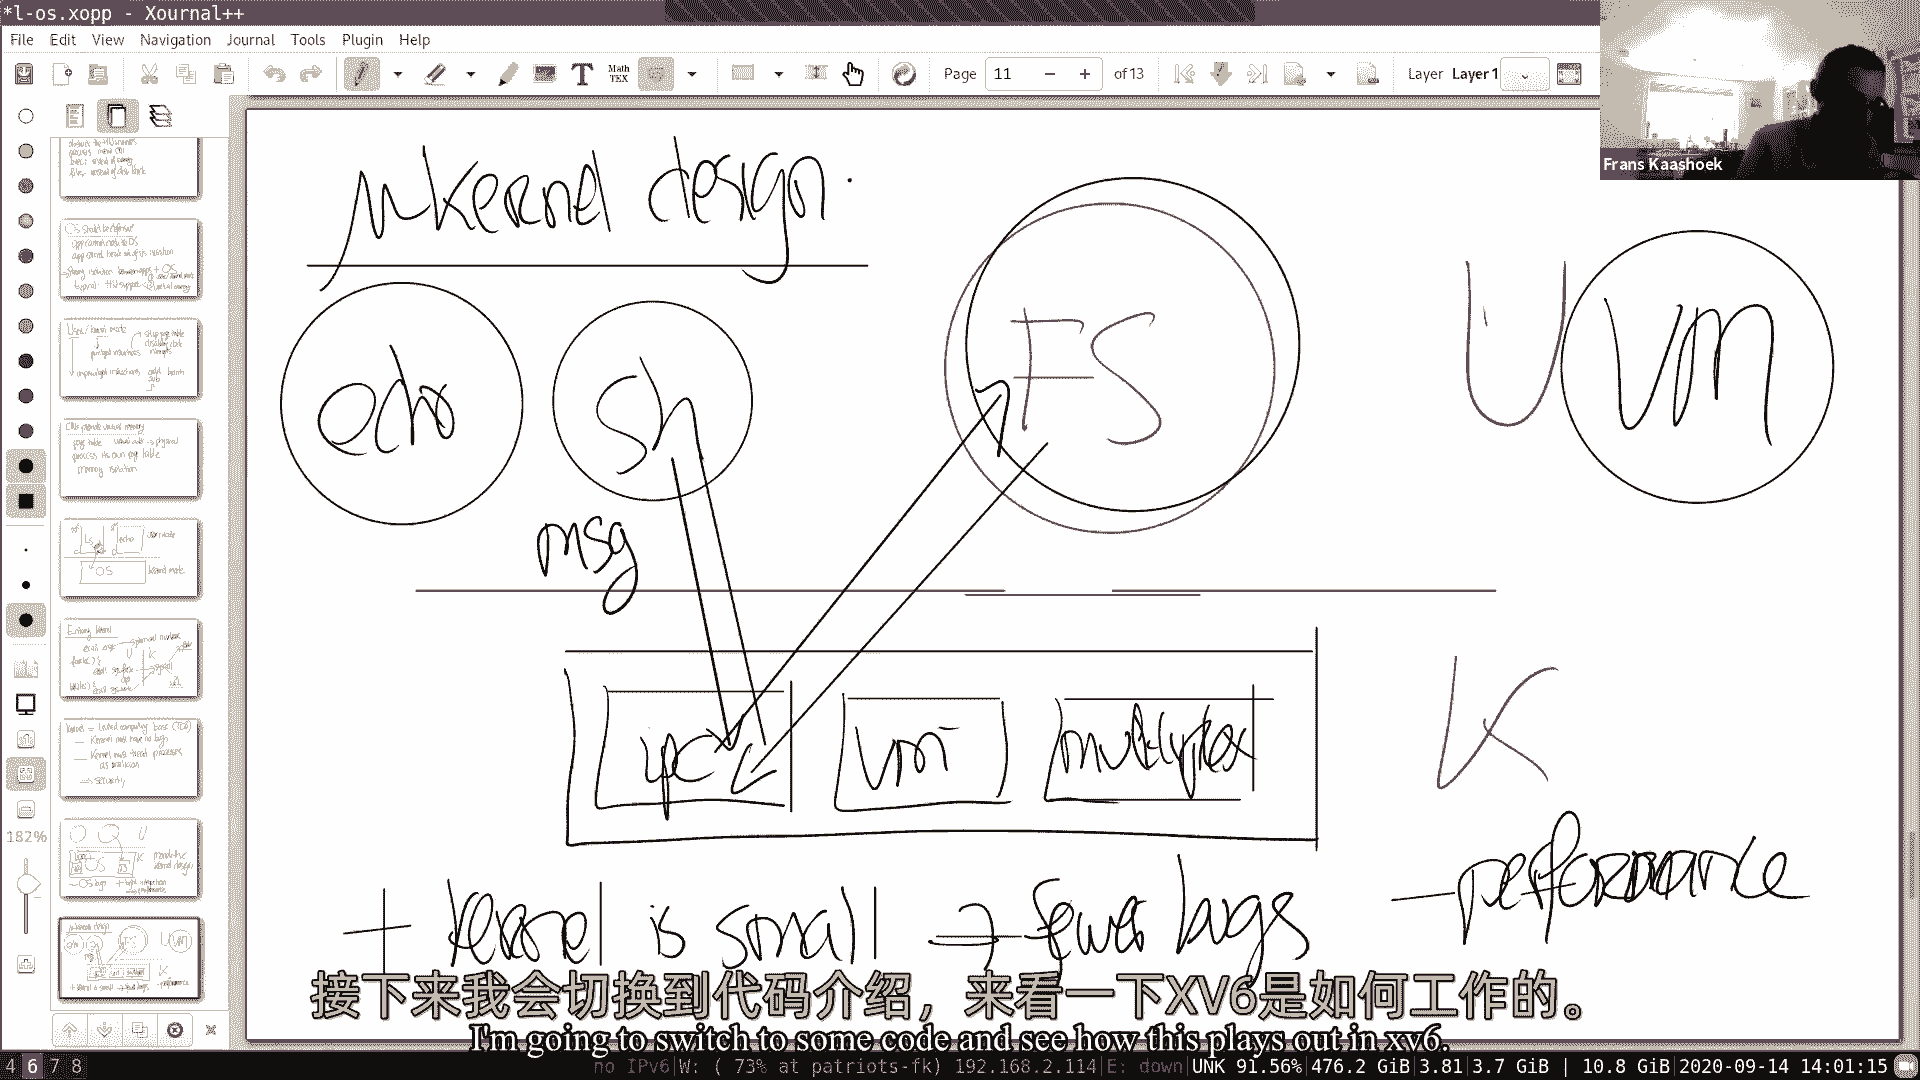 *l-os.xopp - Xournal++
File Edit View Navigation Journal Tools Plugin Help
Math TEX
Page 11 of 13 Layer Layer 1
Frans Kaashoek
μkernel design.
echo sh FS U VM
msg
ipc vm multiplex K
- performance
+ kernel is small → fewer bugs
182%
接下来我会切换到代码介绍，来看一下XV6是如何工作的。
I'm going to switch to some code and see how this plays out in xv6.
4 6 7 8 no IPv6|W: ( 73% at patriots-fk) 192.168.2.114|E: down|UNK 91.56%|476.2 GiB|3.81|3.7 GiB | 10.8 GiB|2020-09-14 14:01:15